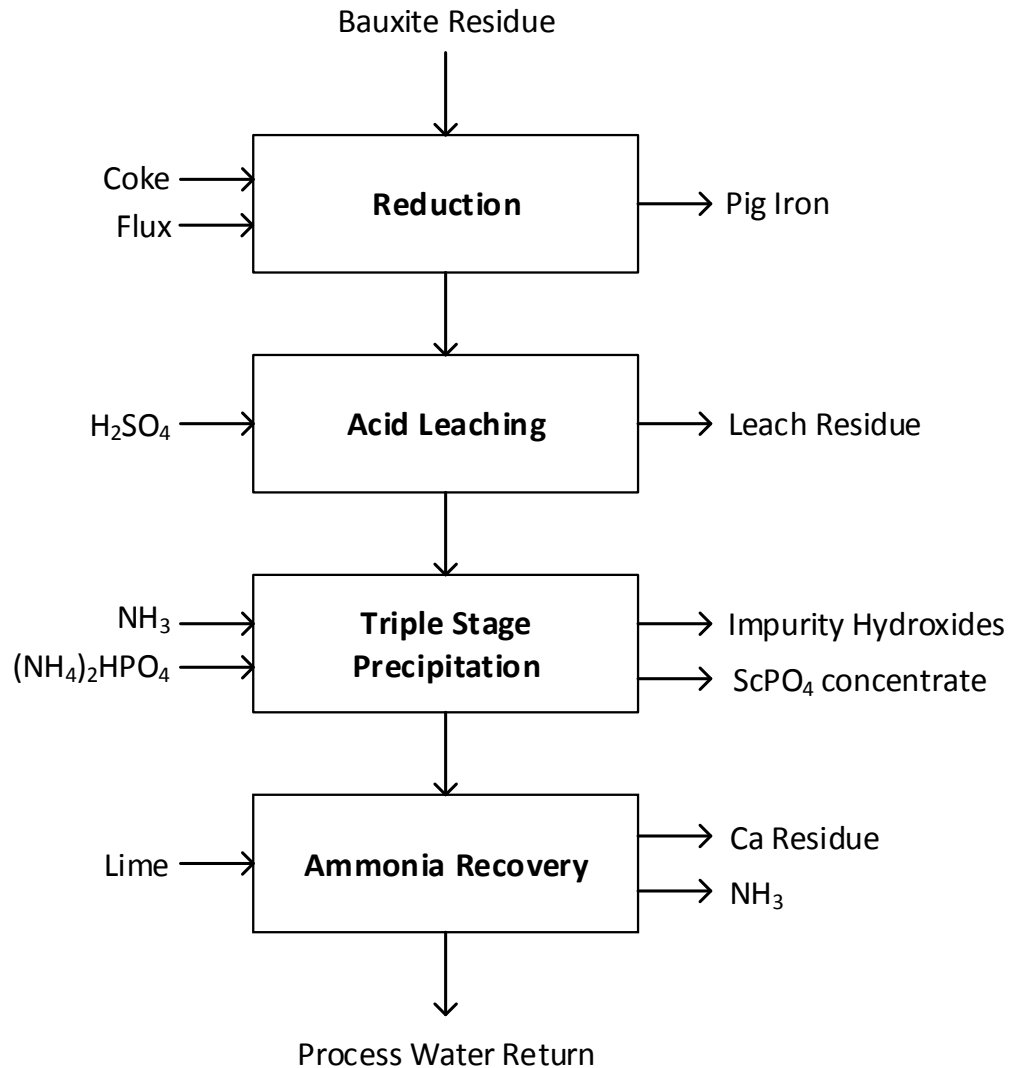 Bauxite Residue
Coke
Flux
Reduction
Pig Iron
H₂SO₄
Acid Leaching
Leach Residue
NH₃
(NH₄)₂HPO₄
Triple Stage
Precipitation
Impurity Hydroxides
ScPO₄ concentrate
Lime
Ammonia Recovery
Ca Residue
NH₃
Process Water Return